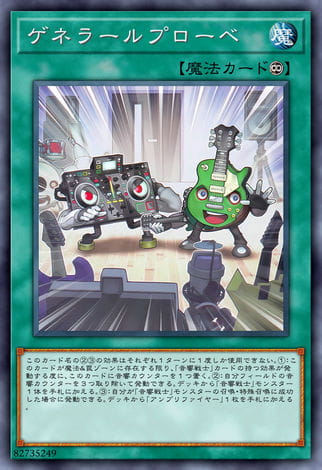 ゲネラールプローベ
魔
【魔法カード】
このカード名の②③の効果はそれぞれ1ターンに1度しか使用できない。①:こ
のカードが魔法&罠ゾーンに存在する限り、「音響戦士」カードの持つ効果が発
動する度に、このカードに音響カウンターを1つ置く。②:自分フィールドの音
響カウンターを3つ取り除いて発動できる。デッキから「音響戦士」モンスター
1体を手札に加える。③:自分が「音響戦士」モンスターの召喚・特殊召喚に成功
した場合に発動できる。デッキから「アンプリファイヤー」1枚を手札に加える
82735249